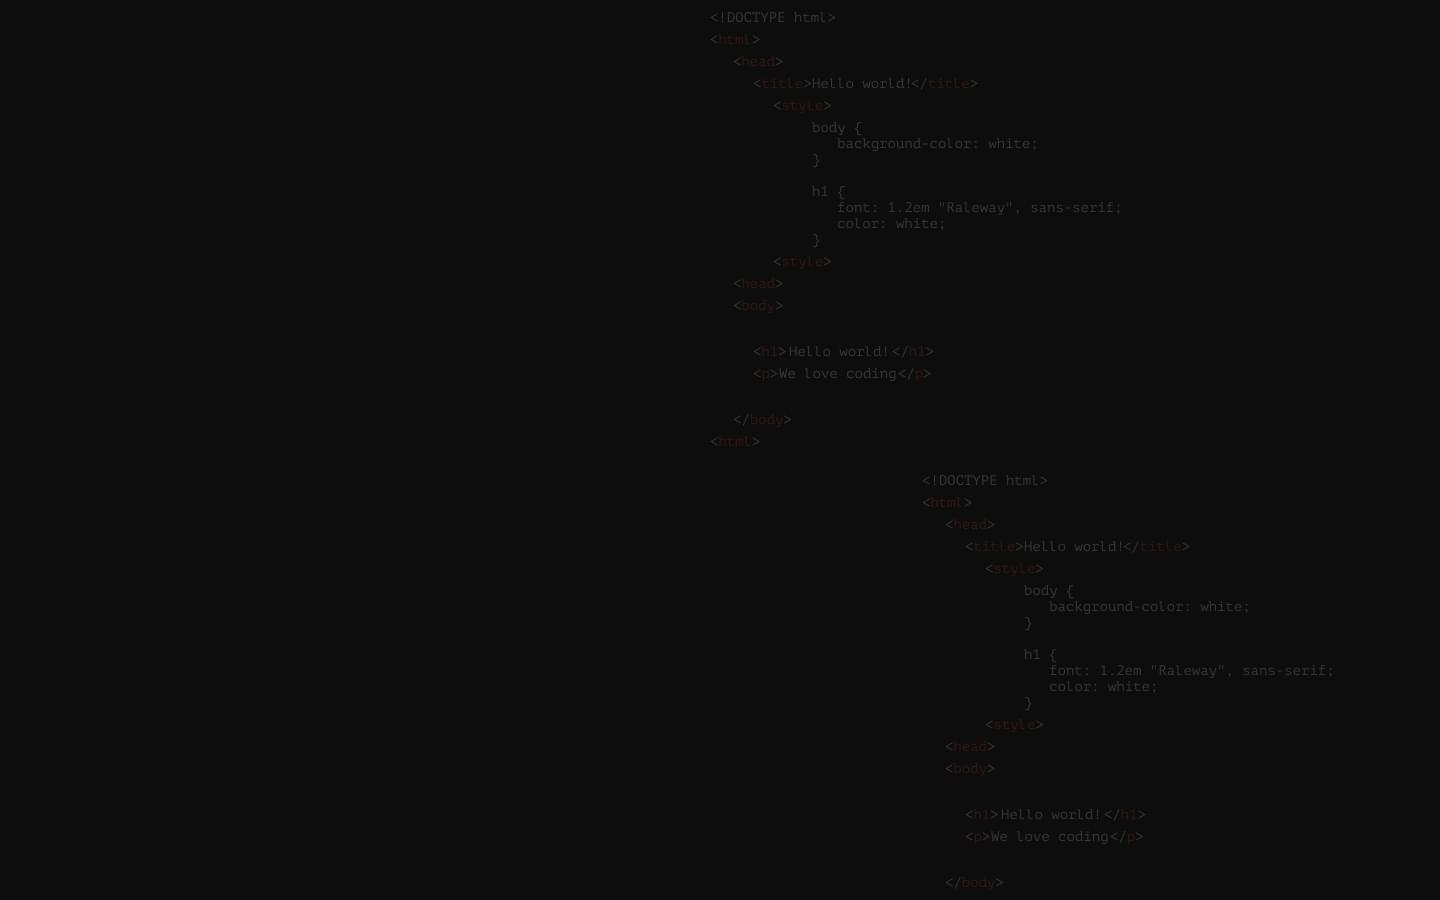 <!DOCTYPE html>
<html>
<head>
<title>Hello world!</title>
<style>
body {
background-color: white;
}
h1 {
font: 1.2em "Raleway", sans-serif;
color: white;
}
<style>
<head>
<body>
<h1>Hello world!</h1>
<p>We love coding</p>
</body>
<html>
<!DOCTYPE html>
<html>
<head>
<title>Hello world!</title>
<style>
body {
background-color: white;
}
h1 {
font: 1.2em "Raleway", sans-serif;
color: white;
}
<style>
<head>
<body>
<h1>Hello world!</h1>
<p>We love coding</p>
</body>